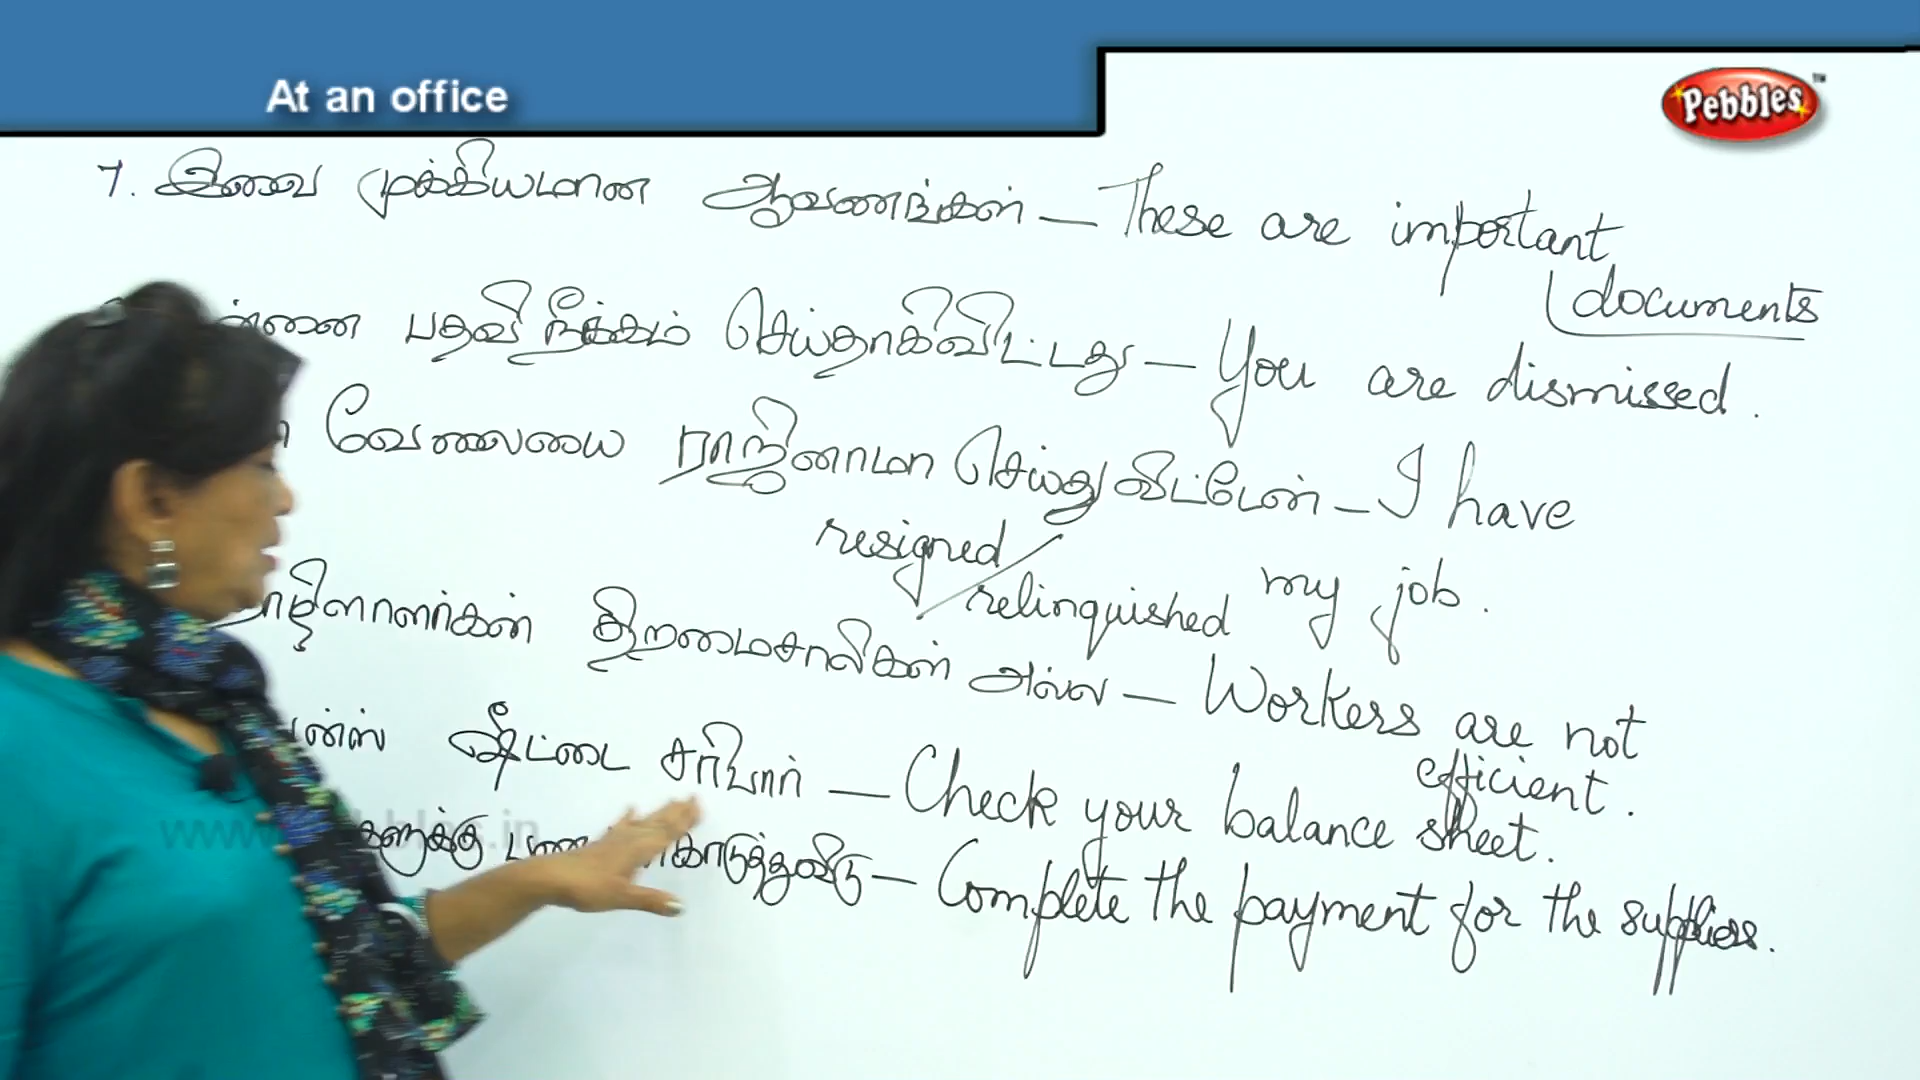 At an office
Pebbles™
7. இவை முக்கியமான ஆவணங்கள் – These are important
documents
பதவி நீக்கம் செய்தாகிவிட்டது – You are dismissed.
வேலையை ராஜினாமா செய்து விட்டேன் – I have
resigned / relinquished my job.
திறமைசாலிகள் அல்ல – Workers are not
efficient.
ஷீட்டை சரிபார் – Check your balance sheet.
கொடுத்துவிடு – Complete the payment for the suppliers.